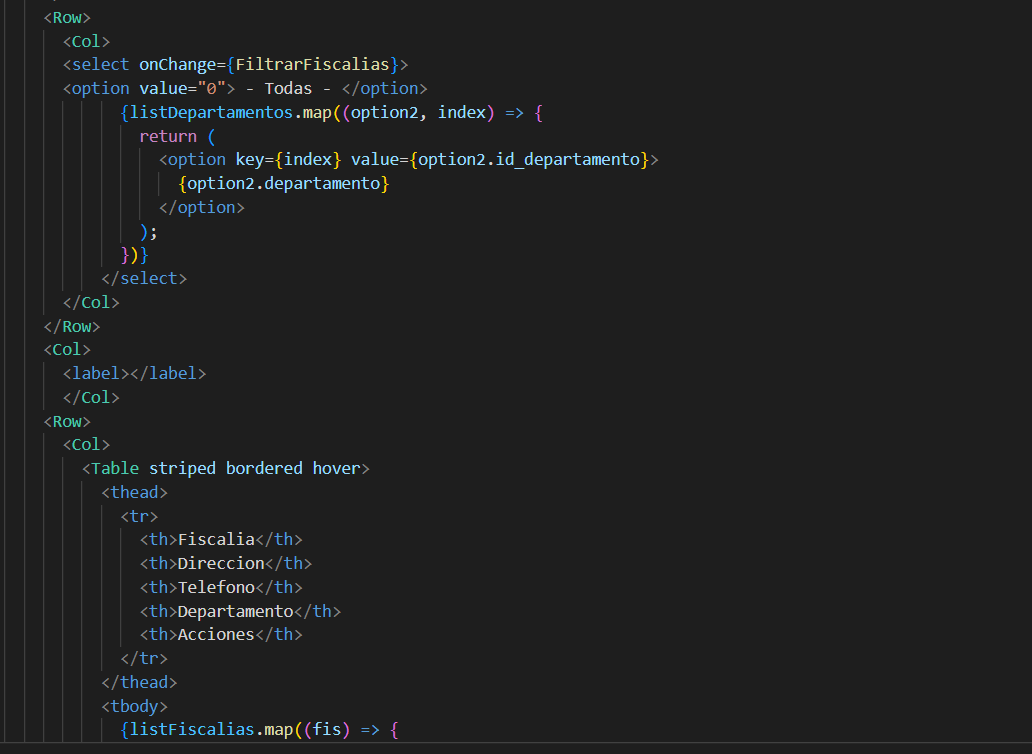 <Row>
<Col>
<select onChange={FiltrarFiscalias}>
<option value="0"> - Todas - </option>
{listDepartamentos.map((option2, index) => {
return (
<option key={index} value={option2.id_departamento}>
{option2.departamento}
</option>
);
})}
</select>
</Col>
</Row>
<Col>
<label></label>
</Col>
<Row>
<Col>
<Table striped bordered hover>
<thead>
<tr>
<th>Fiscalia</th>
<th>Direccion</th>
<th>Telefono</th>
<th>Departamento</th>
<th>Acciones</th>
</tr>
</thead>
<tbody>
{listFiscalias.map((fis) => {